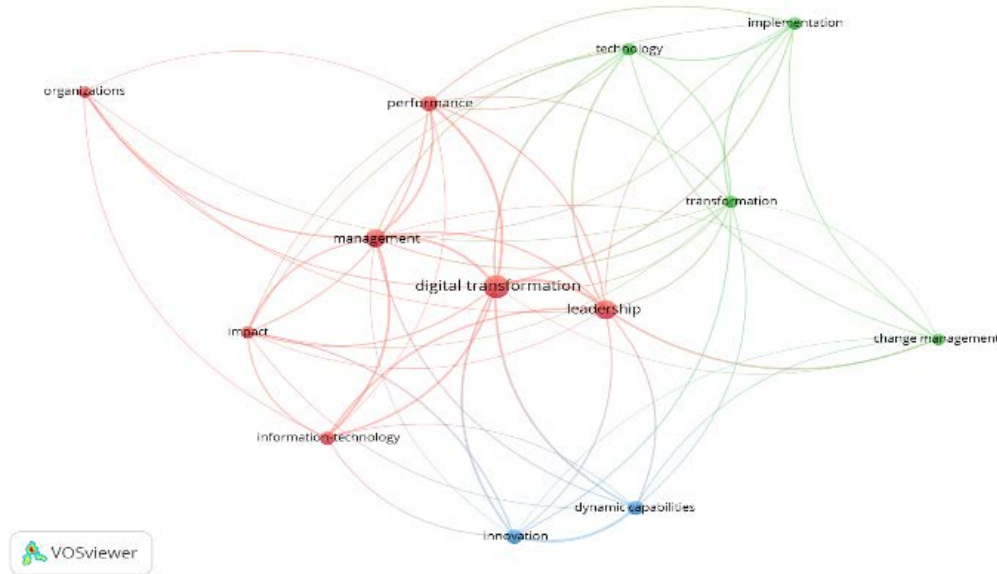 implementation
technology
organizations
performance
transformation
management
digital transformation
leadership
impact
change management
information-technology
dynamic capabilities
innovation
VOSviewer